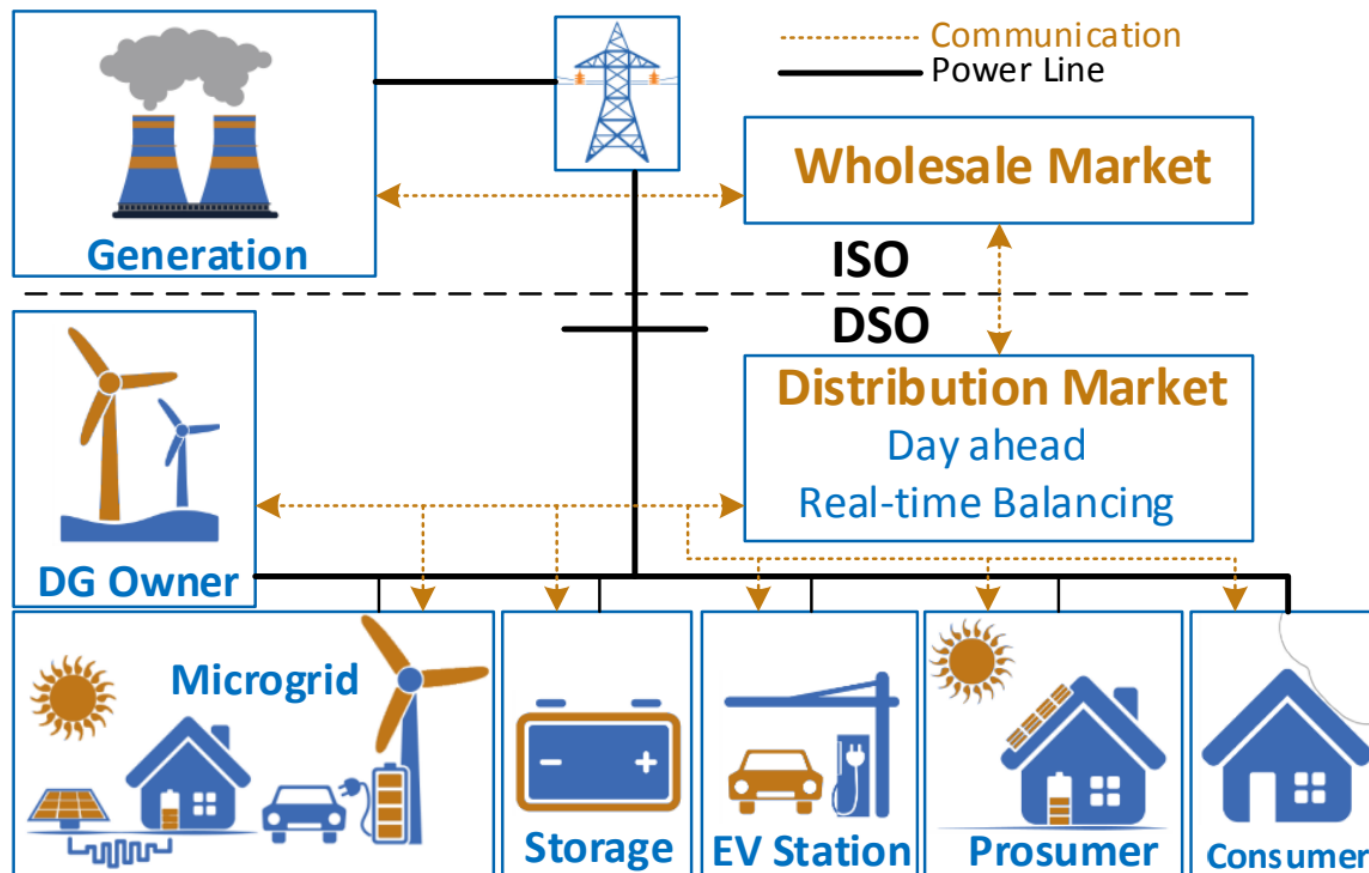 Communication
Power Line
Wholesale Market
Generation
ISO
DSO
Distribution Market
Day ahead
Real-time Balancing
DG Owner
Microgrid
Storage
EV Station
Prosumer
Consumer